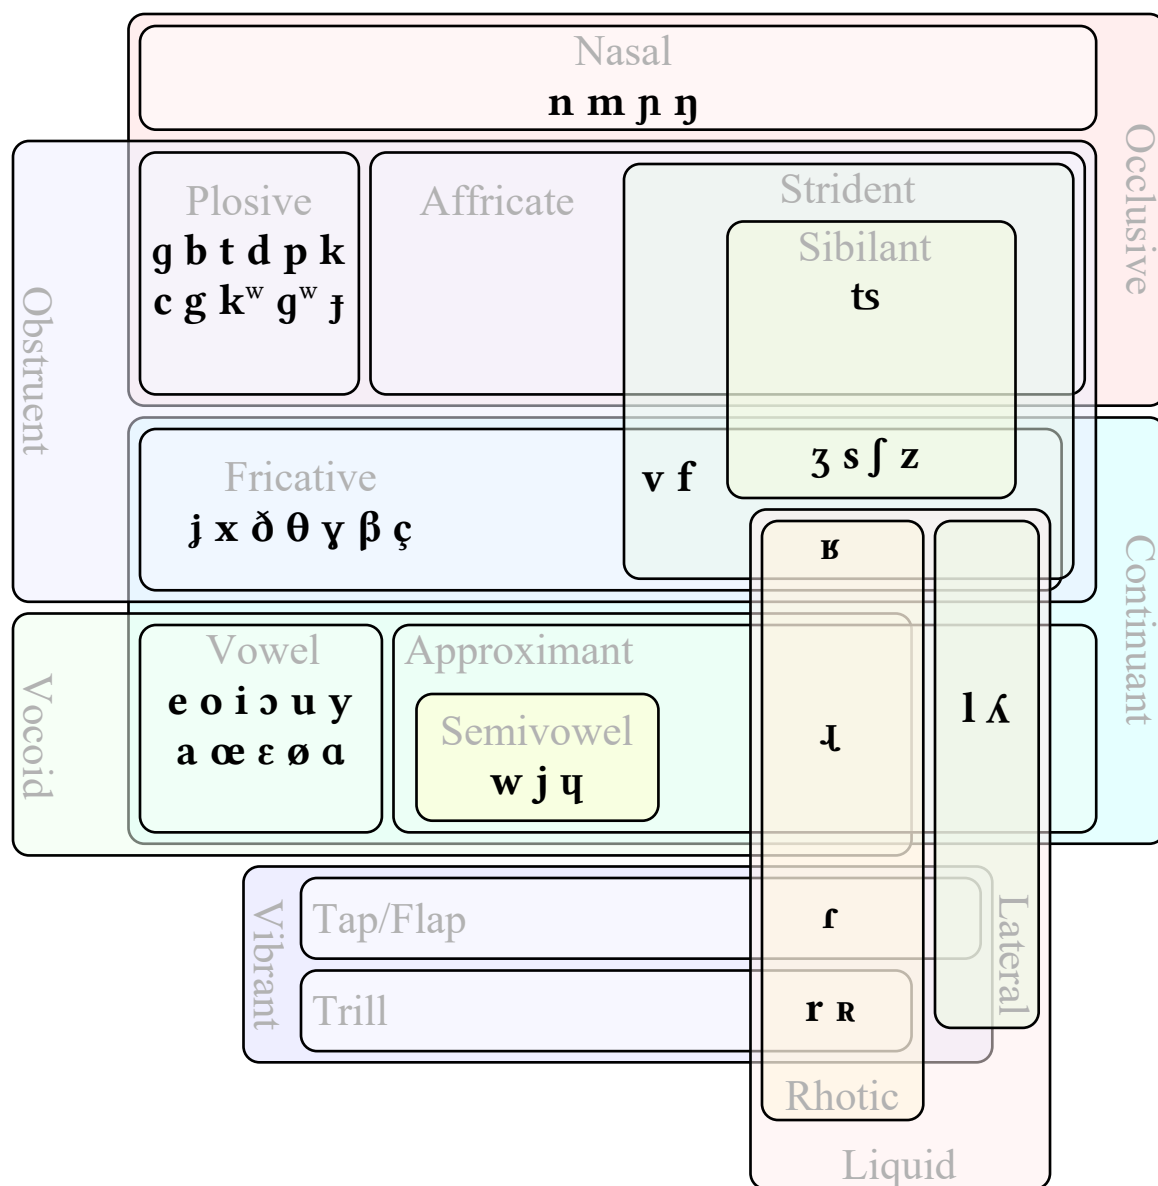 Nasal
n m ɲ ŋ
Occlusive
Obstruent
Plosive
ɡ b t d p k
c g kʷ ɡʷ ɟ
Affricate
Strident
Sibilant
ʦ
Fricative
ʝ x ð θ ɣ β ç
v f
ʒ s ʃ z
ʁ
Continuant
Vocoid
Vowel
e o i ɔ u y
a œ ɛ ø ɑ
Approximant
Semivowel
w j ɥ
ɻ
l ʎ
Vibrant
Tap/Flap
ɾ
Trill
r ʀ
Lateral
Rhotic
Liquid